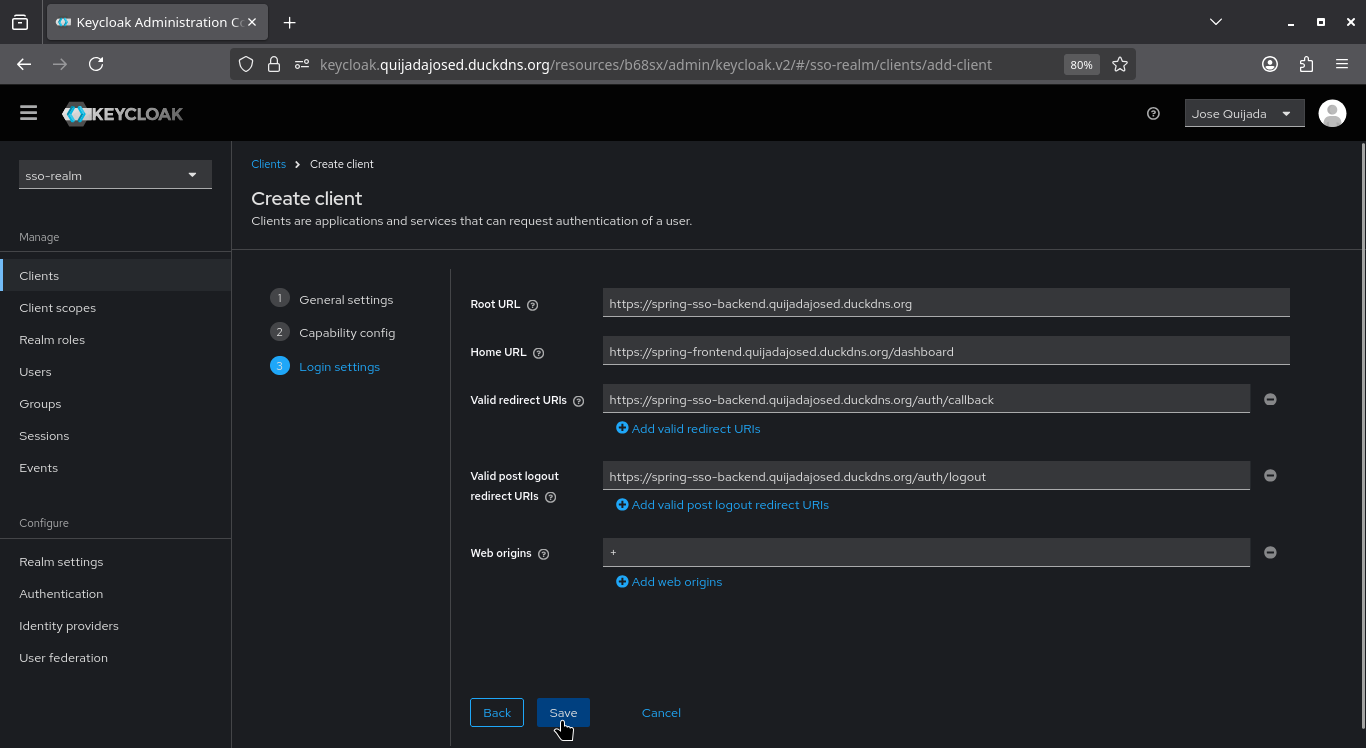 Keycloak Administration Co
keycloak.quijadajosed.duckdns.org/resources/b68sx/admin/keycloak.v2/#/sso-realm/clients/add-client
80%
KEYCLOAK
Jose Quijada
sso-realm
Manage
Clients
Client scopes
Realm roles
Users
Groups
Sessions
Events
Configure
Realm settings
Authentication
Identity providers
User federation
Clients > Create client
Create client
Clients are applications and services that can request authentication of a user.
1 General settings
2 Capability config
3 Login settings
Root URL
https://spring-sso-backend.quijadajosed.duckdns.org
Home URL
https://spring-frontend.quijadajosed.duckdns.org/dashboard
Valid redirect URIs
https://spring-sso-backend.quijadajosed.duckdns.org/auth/callback
Add valid redirect URIs
Valid post logout
redirect URIs
https://spring-sso-backend.quijadajosed.duckdns.org/auth/logout
Add valid post logout redirect URIs
Web origins
+
Add web origins
Back
Save
Cancel